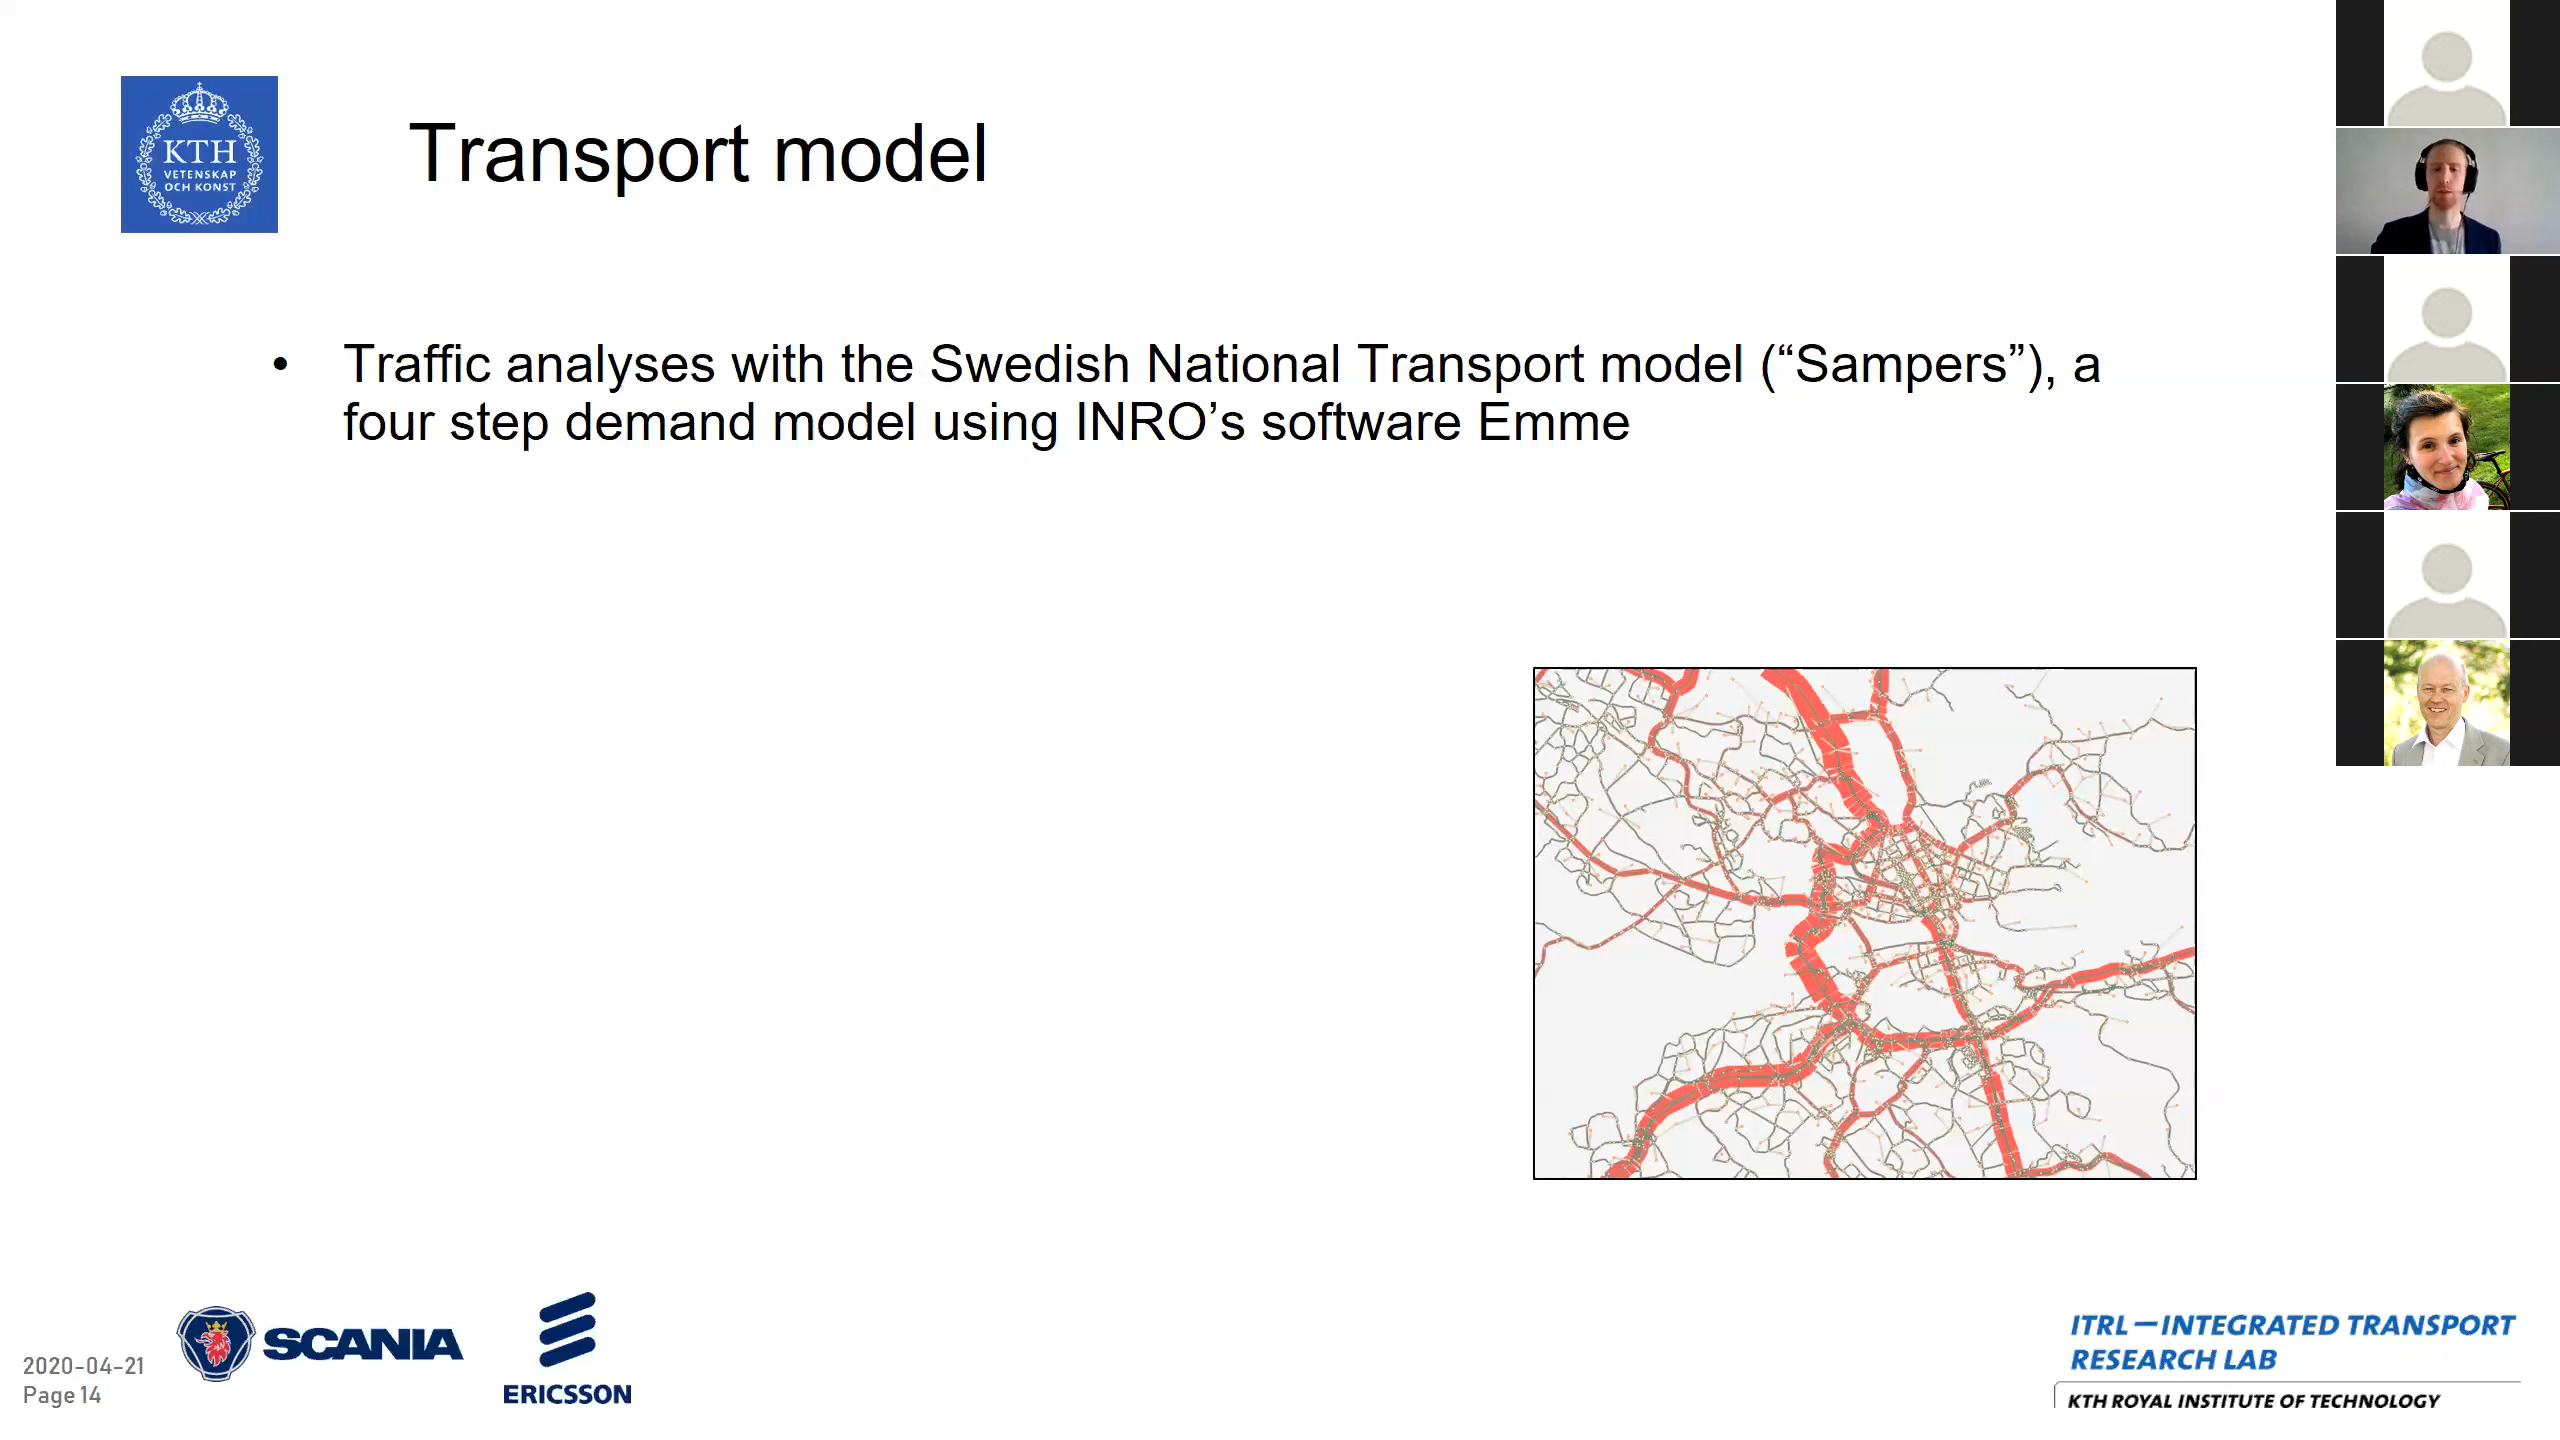 KTH
VETENSKAP
OCH KONST
Transport model
• Traffic analyses with the Swedish National Transport model (“Sampers”), a
four step demand model using INRO’s software Emme
2020-04-21
Page 14
SCANIA
ERICSSON
ITRL – INTEGRATED TRANSPORT
RESEARCH LAB
KTH ROYAL INSTITUTE OF TECHNOLOGY